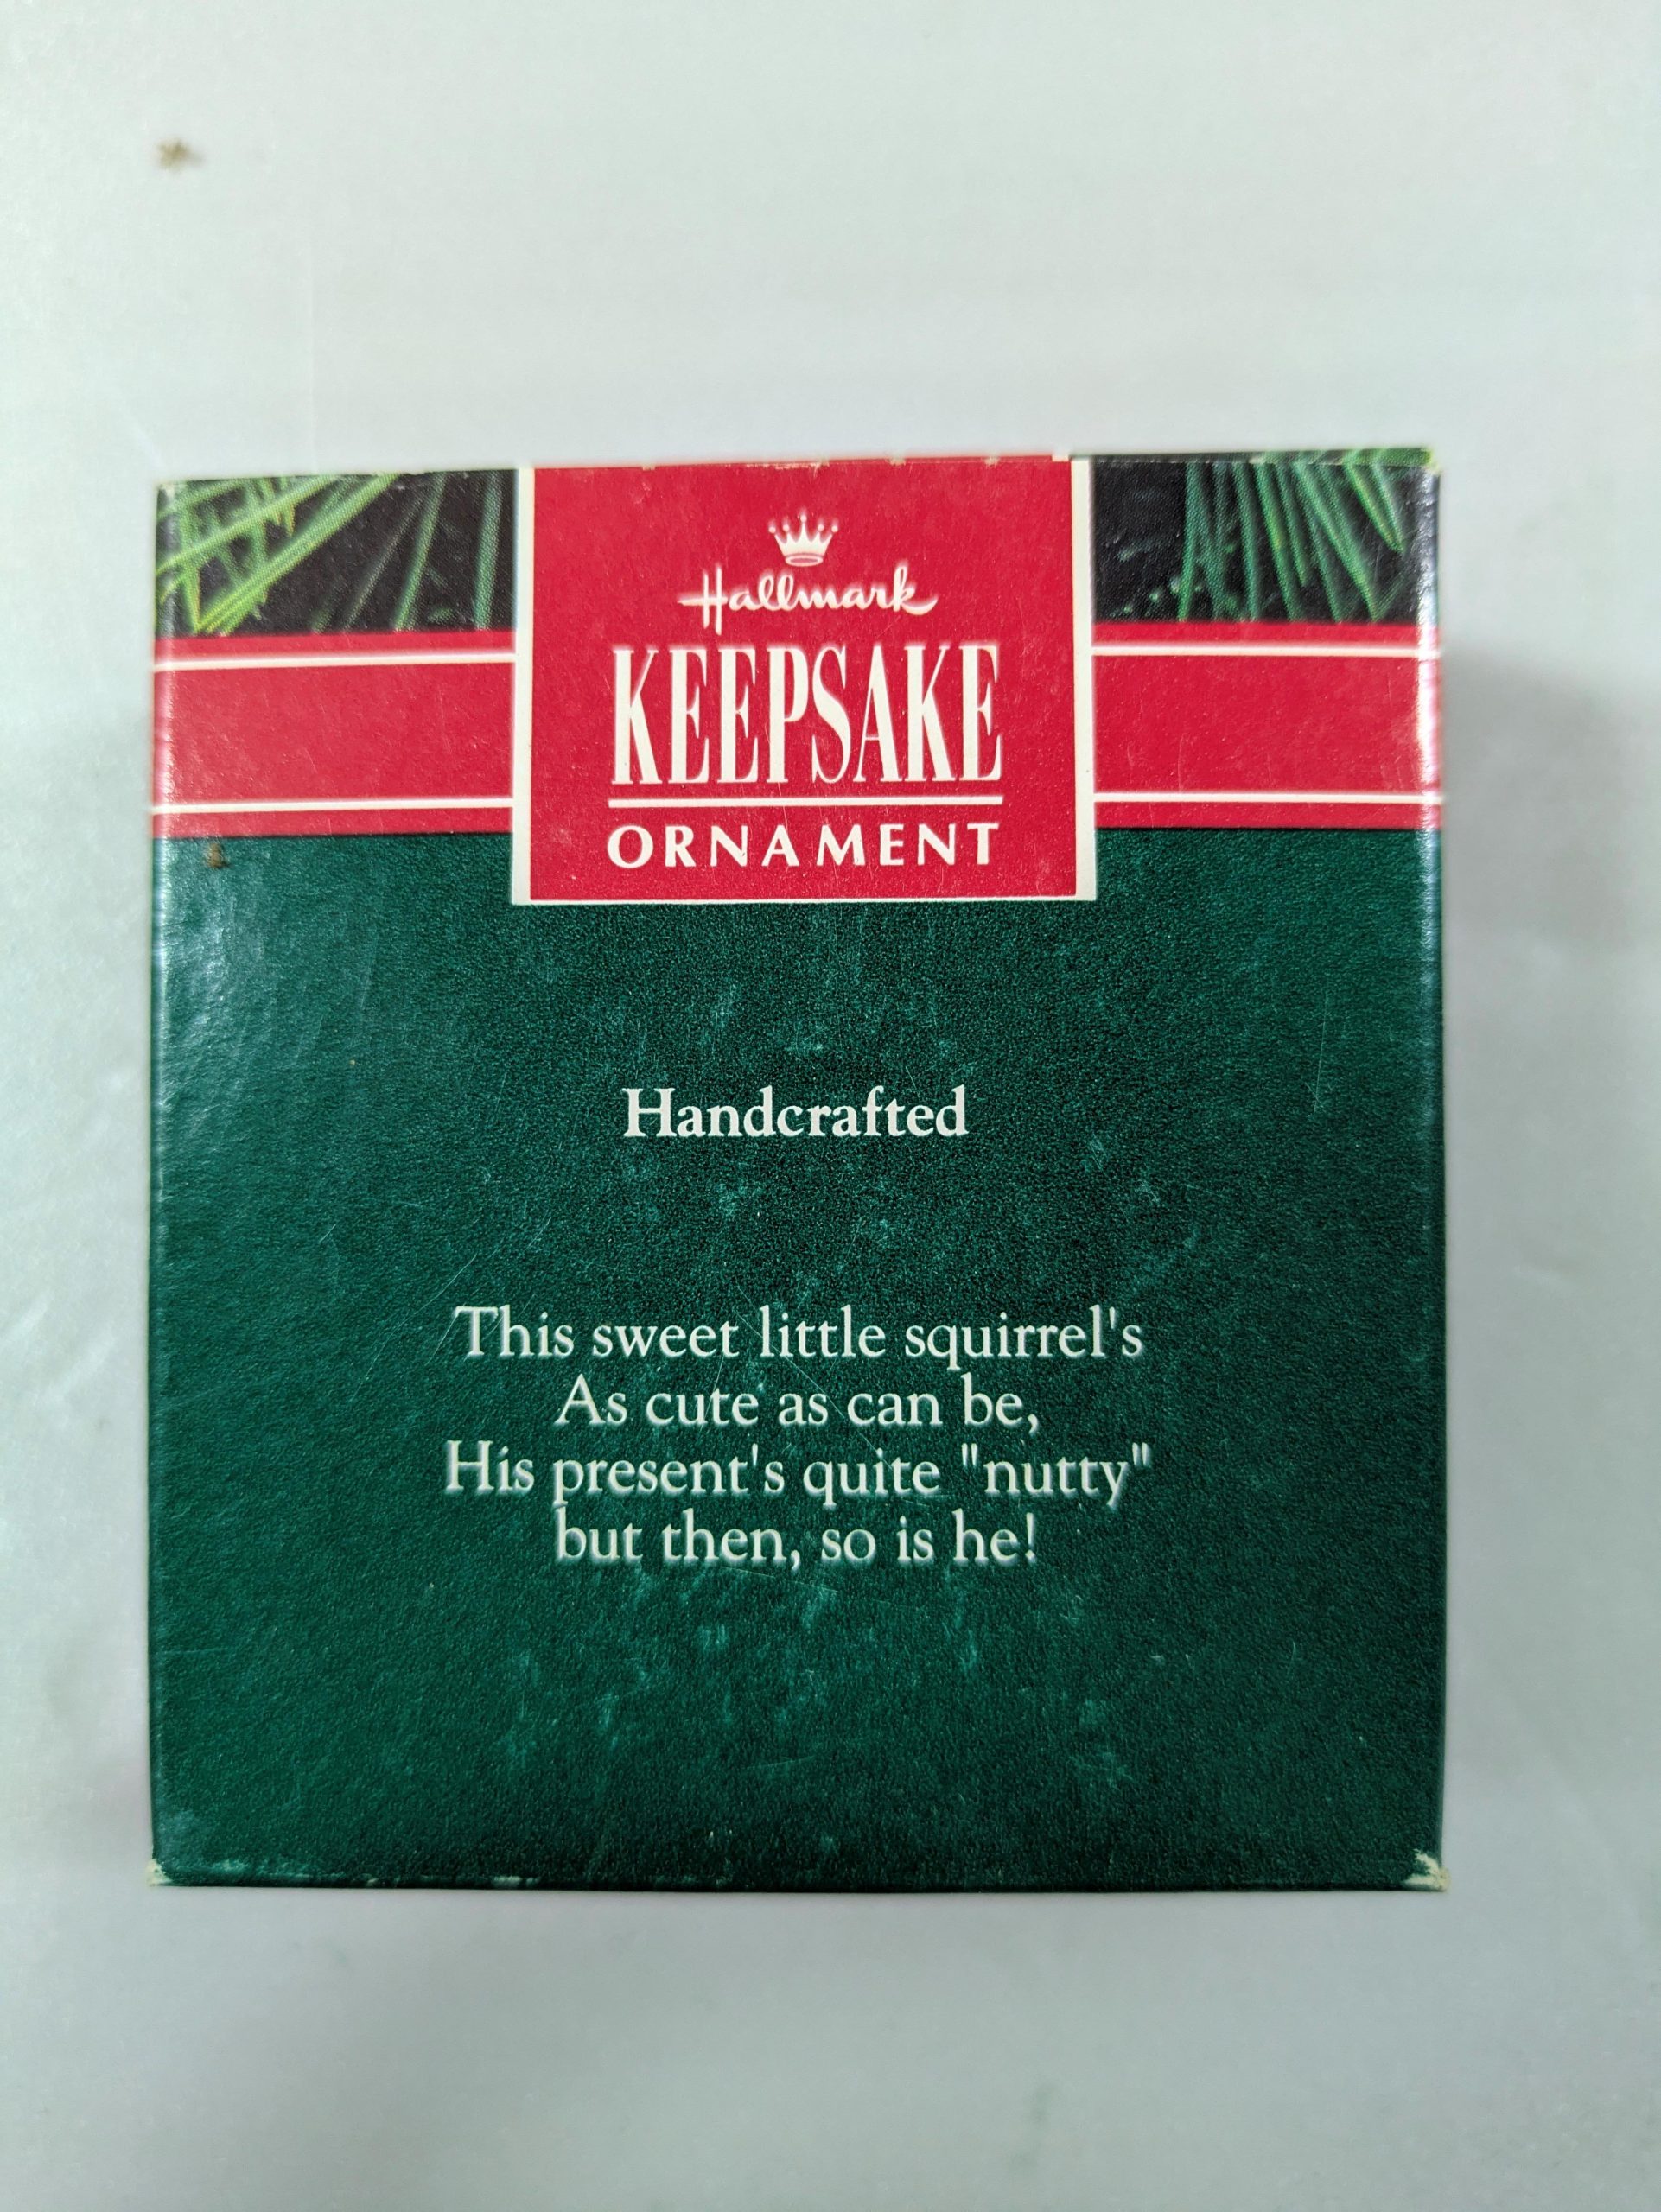 Hallmark
KEEPSAKE
ORNAMENT
Handcrafted
This sweet little squirrel's
As cute as can be,
His present's quite "nutty"
but then, so is he!